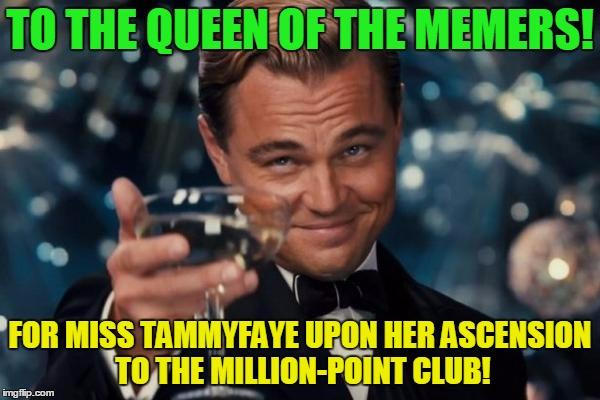 TO THE QUEEN OF THE MEMERS!
FOR MISS TAMMYFAYE UPON HER ASCENSION
TO THE MILLION-POINT CLUB!
imgflip.com